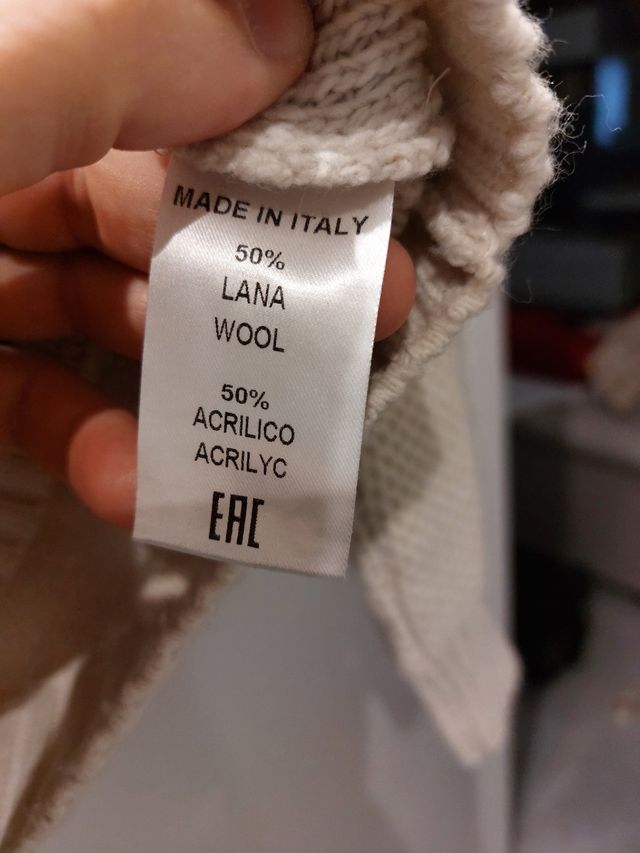 MADE IN ITALY
50%
LANA
WOOL
50%
ACRILICO
ACRILYC
EAC